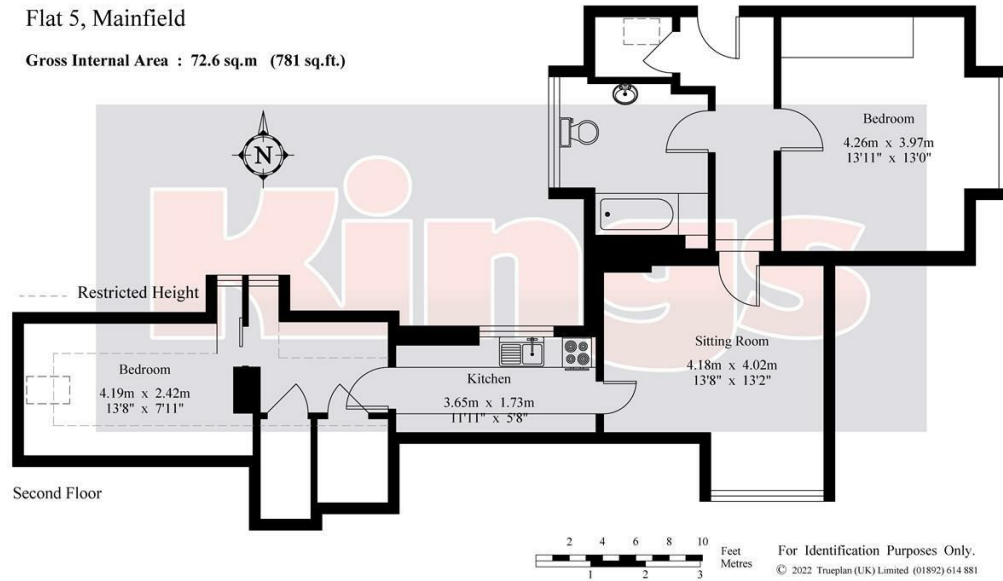 Flat 5, Mainfield
Gross Internal Area : 72.6 sq.m (781 sq.ft.)
N
Kings
Bedroom
4.26m x 3.97m
13'11" x 13'0"
Restricted Height
Sitting Room
4.18m x 4.02m
13'8" x 13'2"
Bedroom
4.19m x 2.42m
13'8" x 7'11"
Kitchen
3.65m x 1.73m
11'11" x 5'8"
Second Floor
2 4 6 8 10
Feet
Metres
1 2 3
For Identification Purposes Only.
© 2022 Trueplan (UK) Limited (01892) 614 881